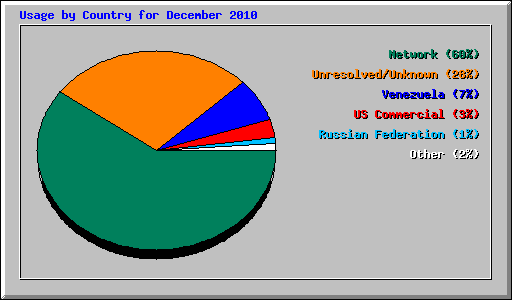 Usage by Country for December 2010
Network (60%)
Unresolved/Unknown (28%)
Venezuela (7%)
US Commercial (3%)
Russian Federation (1%)
Other (2%)